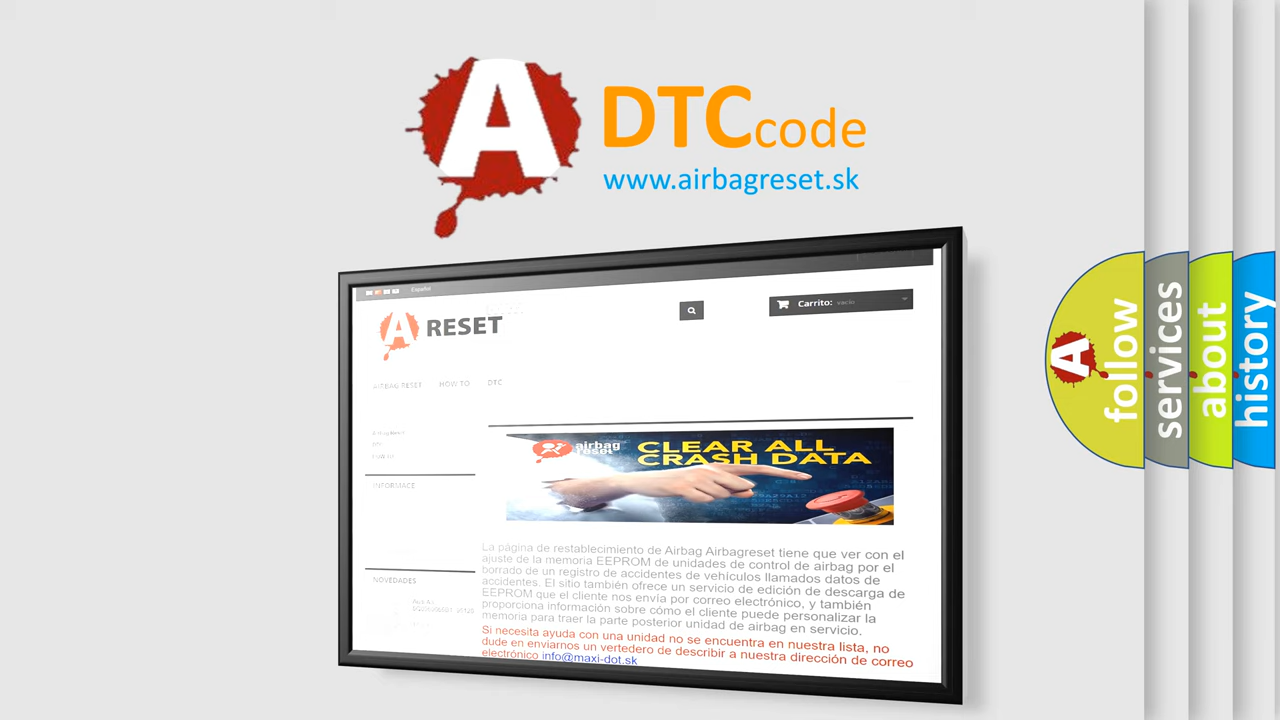 A DTC code
www.airbagreset.sk
Español
A RESET
Carrito: vacío
AIRBAG RESET HOW TO DTC
INFORMACE
NOVEDADES
airbag
reset
CLEAR ALL
CRASH DATA
La página de restablecimiento de Airbag Airbagreset tiene que ver con el
ajuste de la memoria EEPROM de unidades de control de airbag por el
borrado de un registro de accidentes de vehículos llamados datos de
accidentes. El sitio también ofrece un servicio de edición de descarga de
EEPROM que el cliente nos envía por correo electrónico, y también
proporciona información sobre cómo el cliente puede personalizar la
memoria para traer la parte posterior unidad de airbag en servicio.
Si necesita ayuda con una unidad no se encuentra en nuestra lista, no
dude en enviarnos un vertedero de describir a nuestra dirección de correo
electrónico info@maxi-dot.sk
A
follow
services
about
history